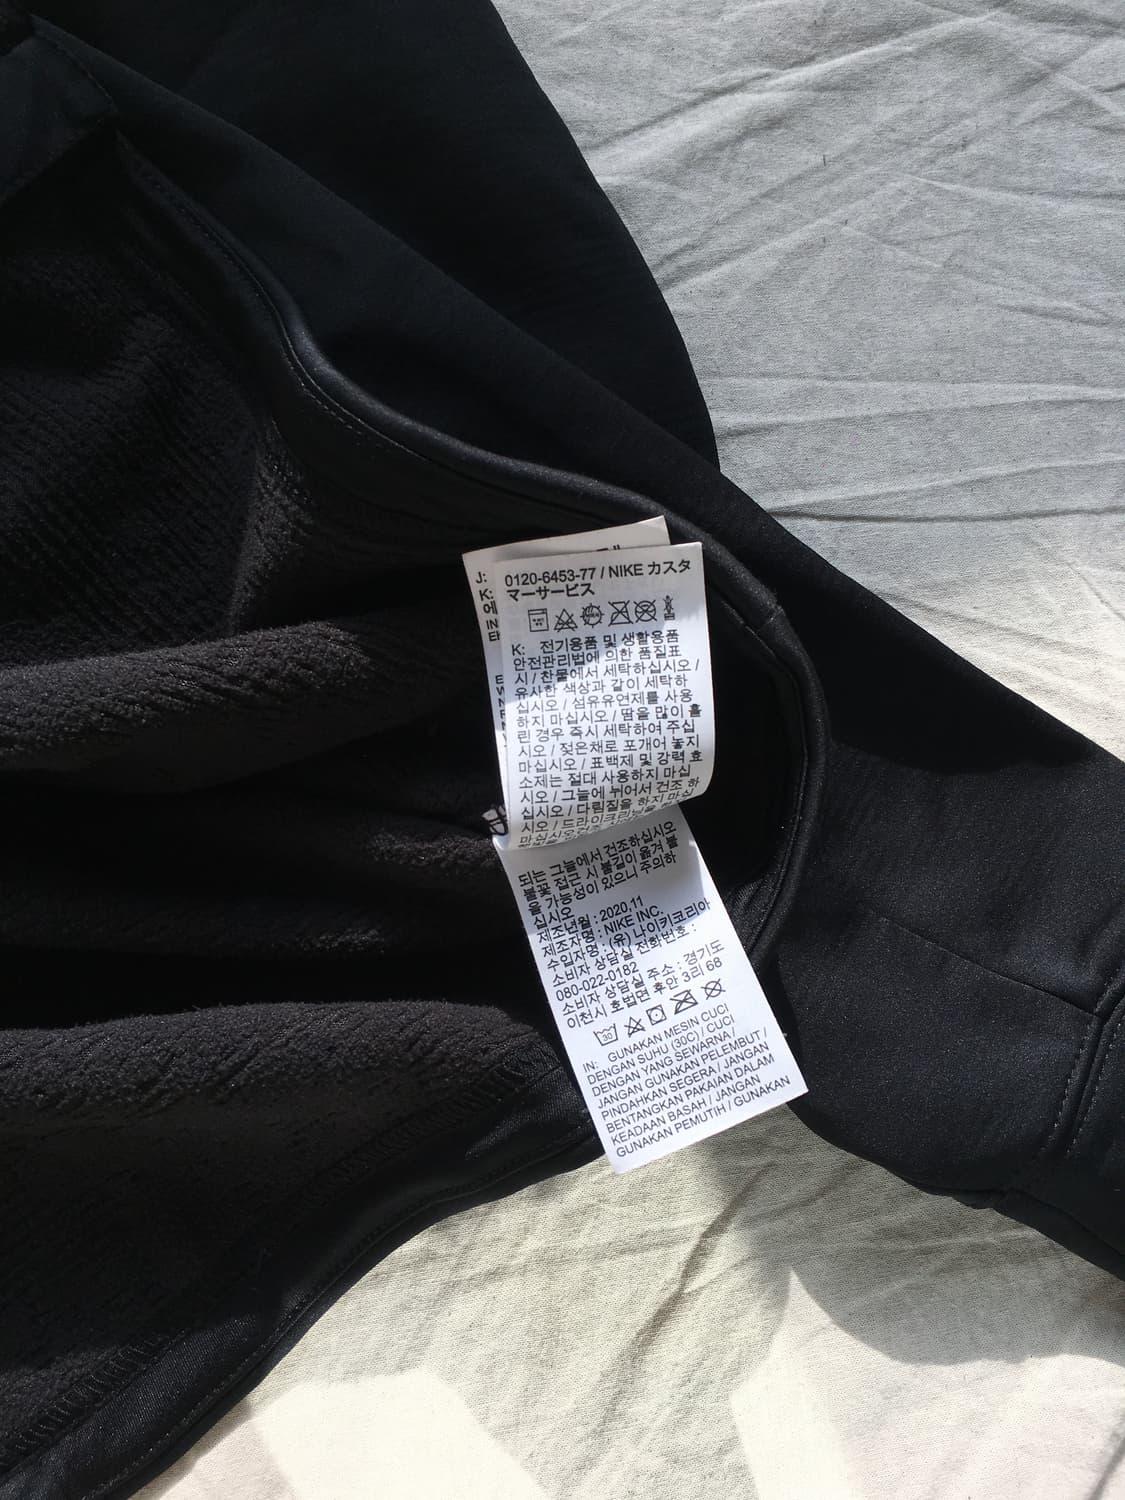 J:
K:
에
IN
EI
0120-6453-77 / NIKE カスタ
マーサービス
K: 전기용품 및 생활용품
안전관리법에 의한 품질표
시 / 찬물에서 세탁하십시오 /
유사한 색상과 같이 세탁하
십시오 / 섬유유연제를 사용
하지 마십시오 / 땀을 많이 흘
린 경우 즉시 세탁하여 주십
시오 / 젖은채로 포개어 놓지
마십시오 / 표백제 및 강력 효
소제는 절대 사용하지 마십
시오 / 그늘에 뉘어서 건조 하
십시오 / 다림질을 하지 마십
시오 / 드라이크리닝을
되는 그늘에서 건조하십시오
불꽃 접근 시 불길이 옮겨 붙
을 가능성이 있으니 주의하
십시오
제조년월 : 2020.11
제조자명 : NIKE INC.
수입자명 : (유) 나이키코리아
소비자 상담실 전화번호 :
080-022-0182
소비자 상담실 주소 : 경기도
이천시 호법면 후안 3리 68
30
IN: GUNAKAN MESIN CUCI
DENGAN SUHU (30C) / CUCI
DENGAN YANG SEWARNA /
JANGAN GUNAKAN PELEMBUT /
PINDAHKAN SEGERA / JANGAN
BENTANGKAN PAKAIAN DALAM
KEADAAN BASAH / JANGAN
GUNAKAN PEMUTIH / GUNAKAN